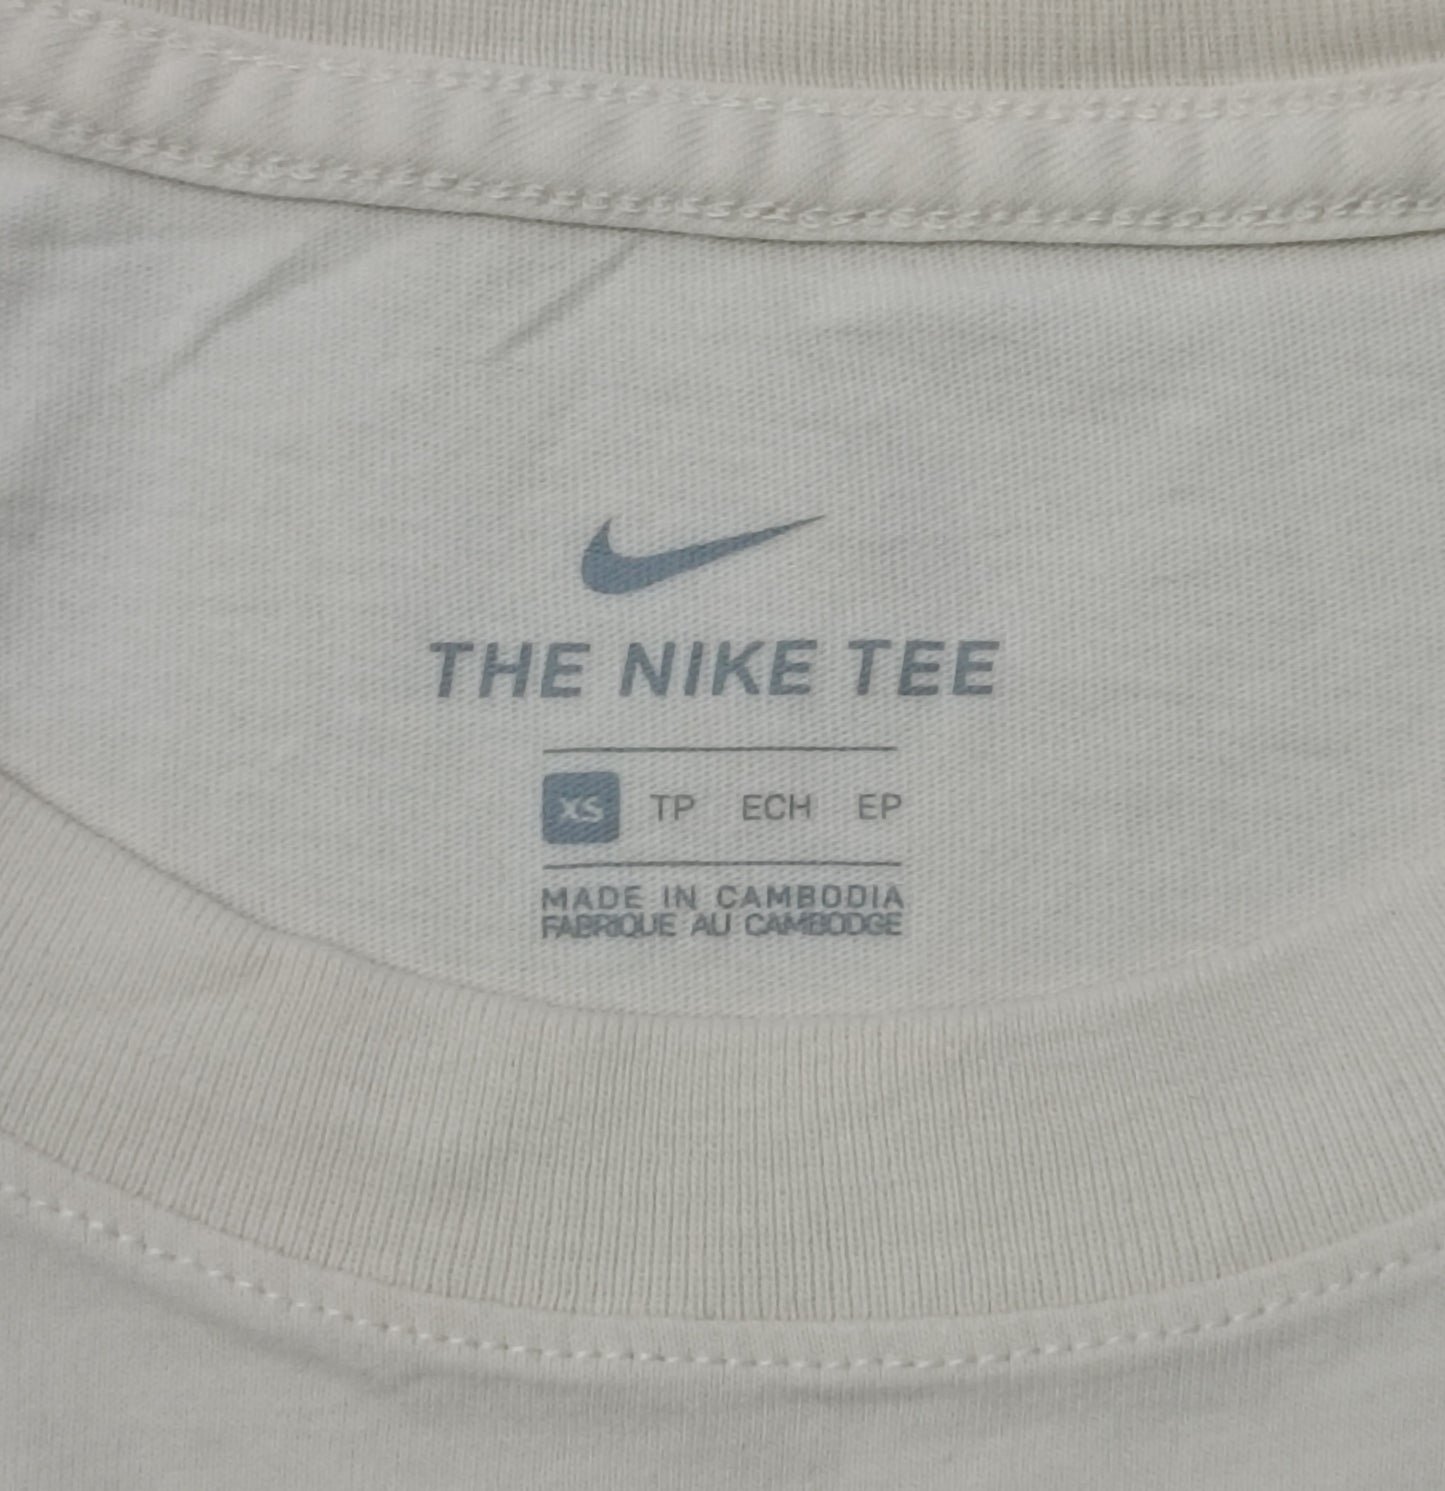 THE NIKE TEE
XS TP ECH EP
MADE IN CAMBODIA
FABRIQUE AU CAMBODGE